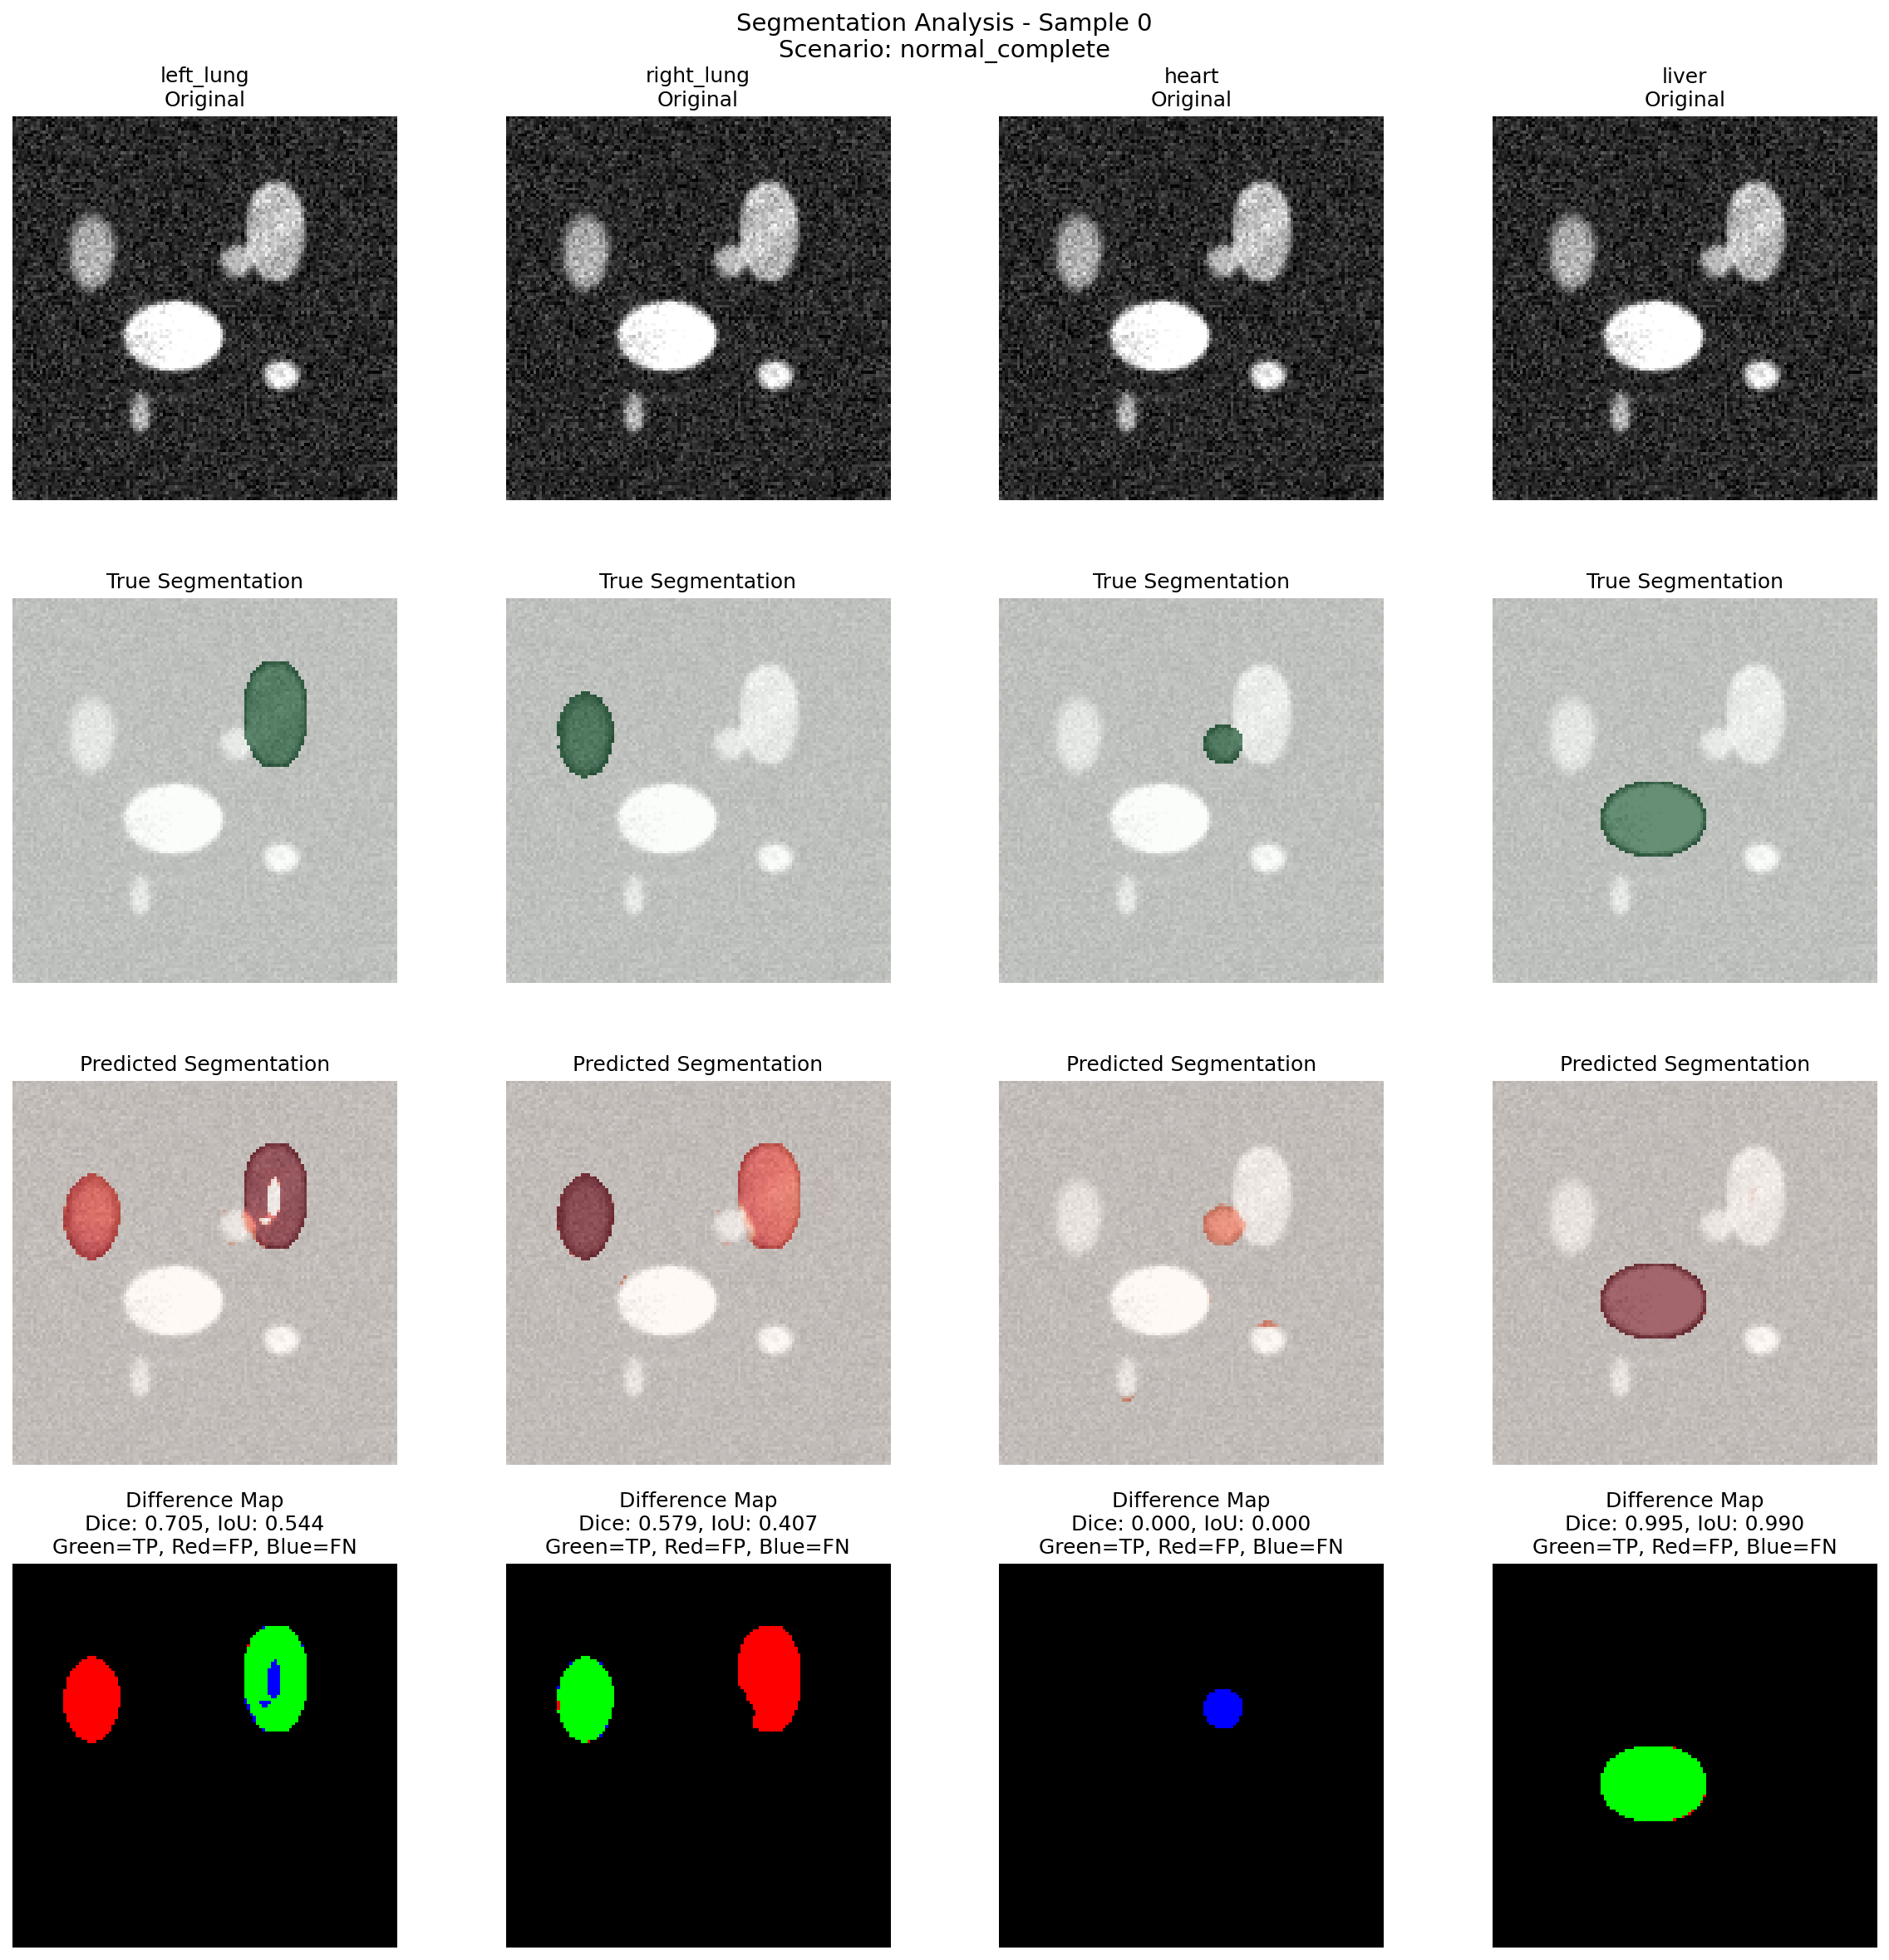 Segmentation Analysis - Sample 0
Scenario: normal_complete
left_lung
Original
right_lung
Original
heart
Original
liver
Original
True Segmentation
True Segmentation
True Segmentation
True Segmentation
Predicted Segmentation
Predicted Segmentation
Predicted Segmentation
Predicted Segmentation
Difference Map
Dice: 0.705, IoU: 0.544
Green=TP, Red=FP, Blue=FN
Difference Map
Dice: 0.579, IoU: 0.407
Green=TP, Red=FP, Blue=FN
Difference Map
Dice: 0.000, IoU: 0.000
Green=TP, Red=FP, Blue=FN
Difference Map
Dice: 0.995, IoU: 0.990
Green=TP, Red=FP, Blue=FN